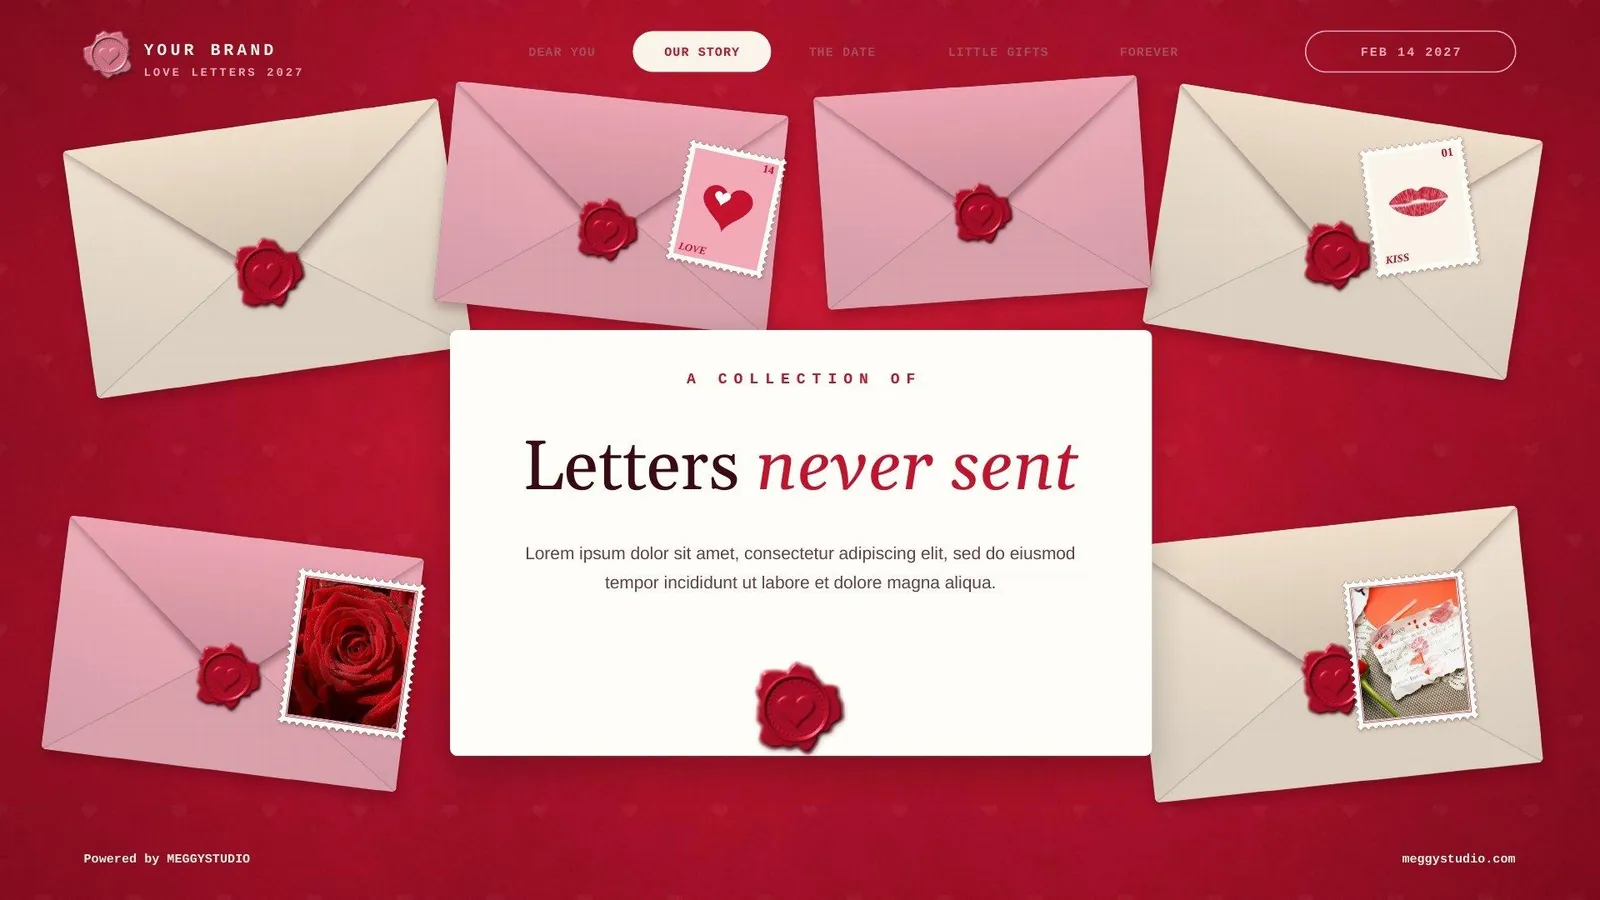 YOUR BRAND
LOVE LETTERS 2027
DEAR YOU
OUR STORY
THE DATE
LITTLE GIFTS
FOREVER
FEB 14 2027
14
LOVE
01
KISS
A COLLECTION OF
Letters never sent
Lorem ipsum dolor sit amet, consectetur adipiscing elit, sed do eiusmod
tempor incididunt ut labore et dolore magna aliqua.
Powered by MEGGYSTUDIO
meggystudio.com